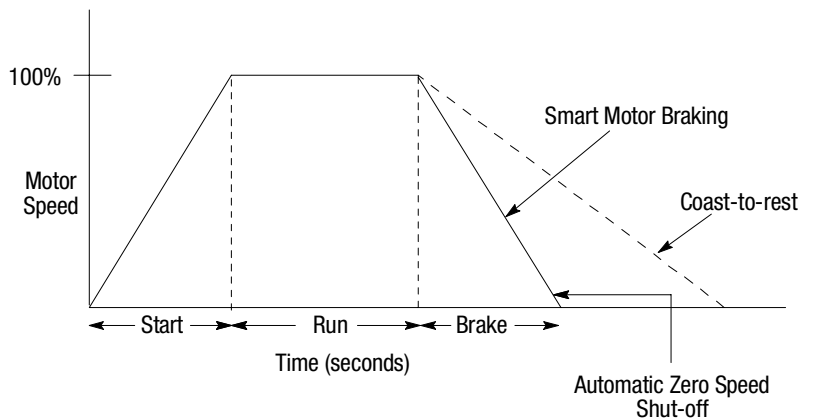 100%
Smart Motor Braking
Motor
Speed
Coast-to-rest
Start
Run
Brake
Time (seconds)
Automatic Zero Speed
Shut-off